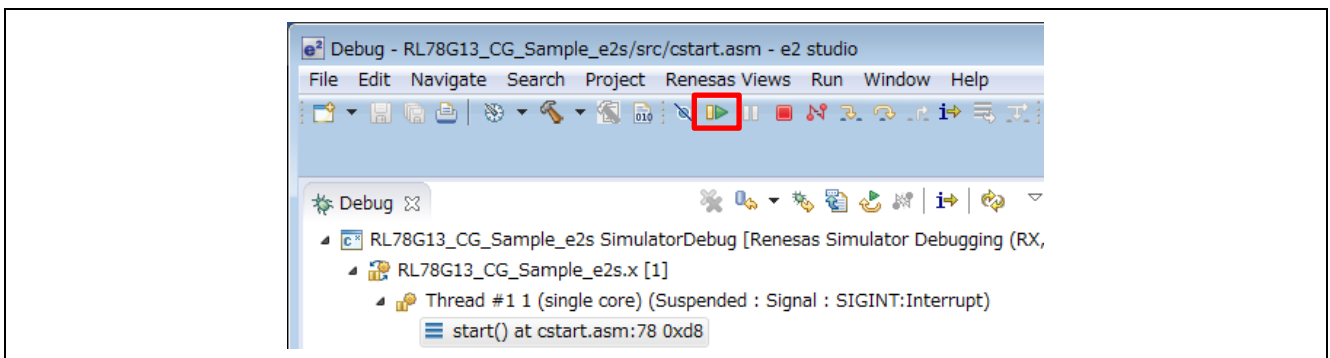 e² Debug - RL78G13_CG_Sample_e2s/src/cstart.asm - e2 studio
File Edit Navigate Search Project Renesas Views Run Window Help
010 i
Debug i
c RL78G13_CG_Sample_e2s SimulatorDebug [Renesas Simulator Debugging (RX,
RL78G13_CG_Sample_e2s.x [1]
Thread #1 1 (single core) (Suspended : Signal : SIGINT:Interrupt)
start() at cstart.asm:78 0xd8